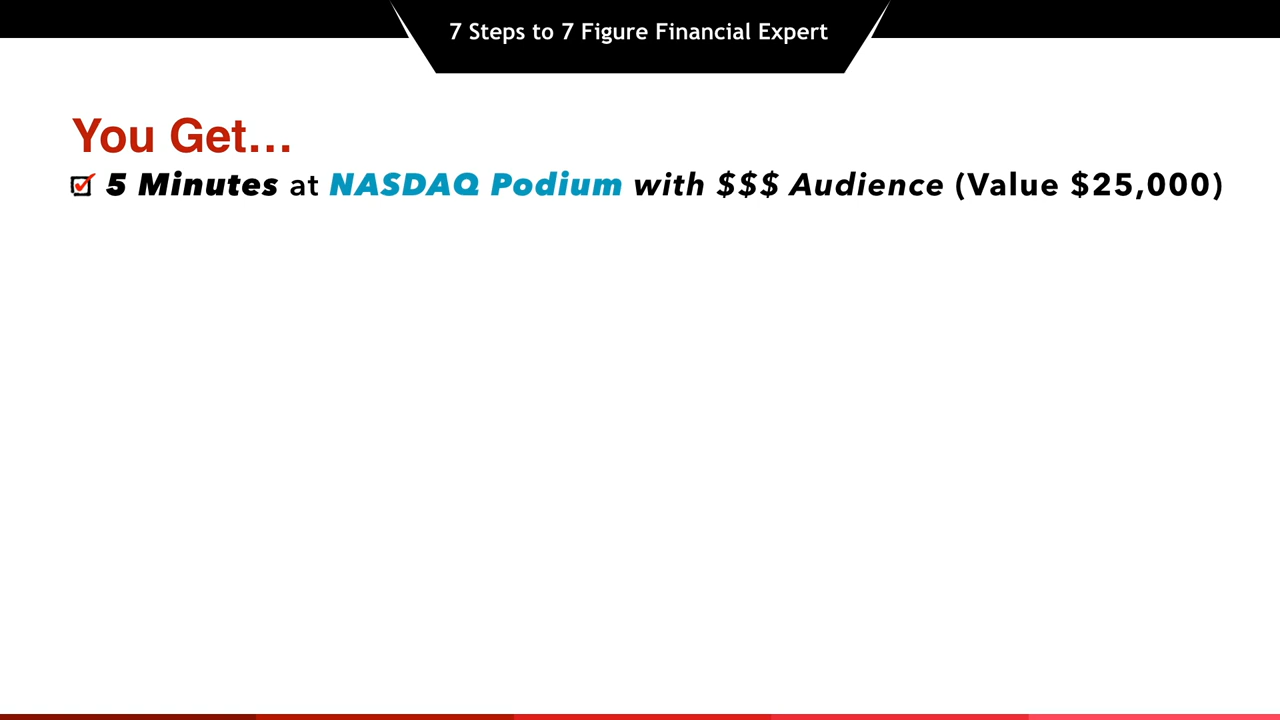 7 Steps to 7 Figure Financial Expert
You Get…
5 Minutes at NASDAQ Podium with $$$ Audience (Value $25,000)